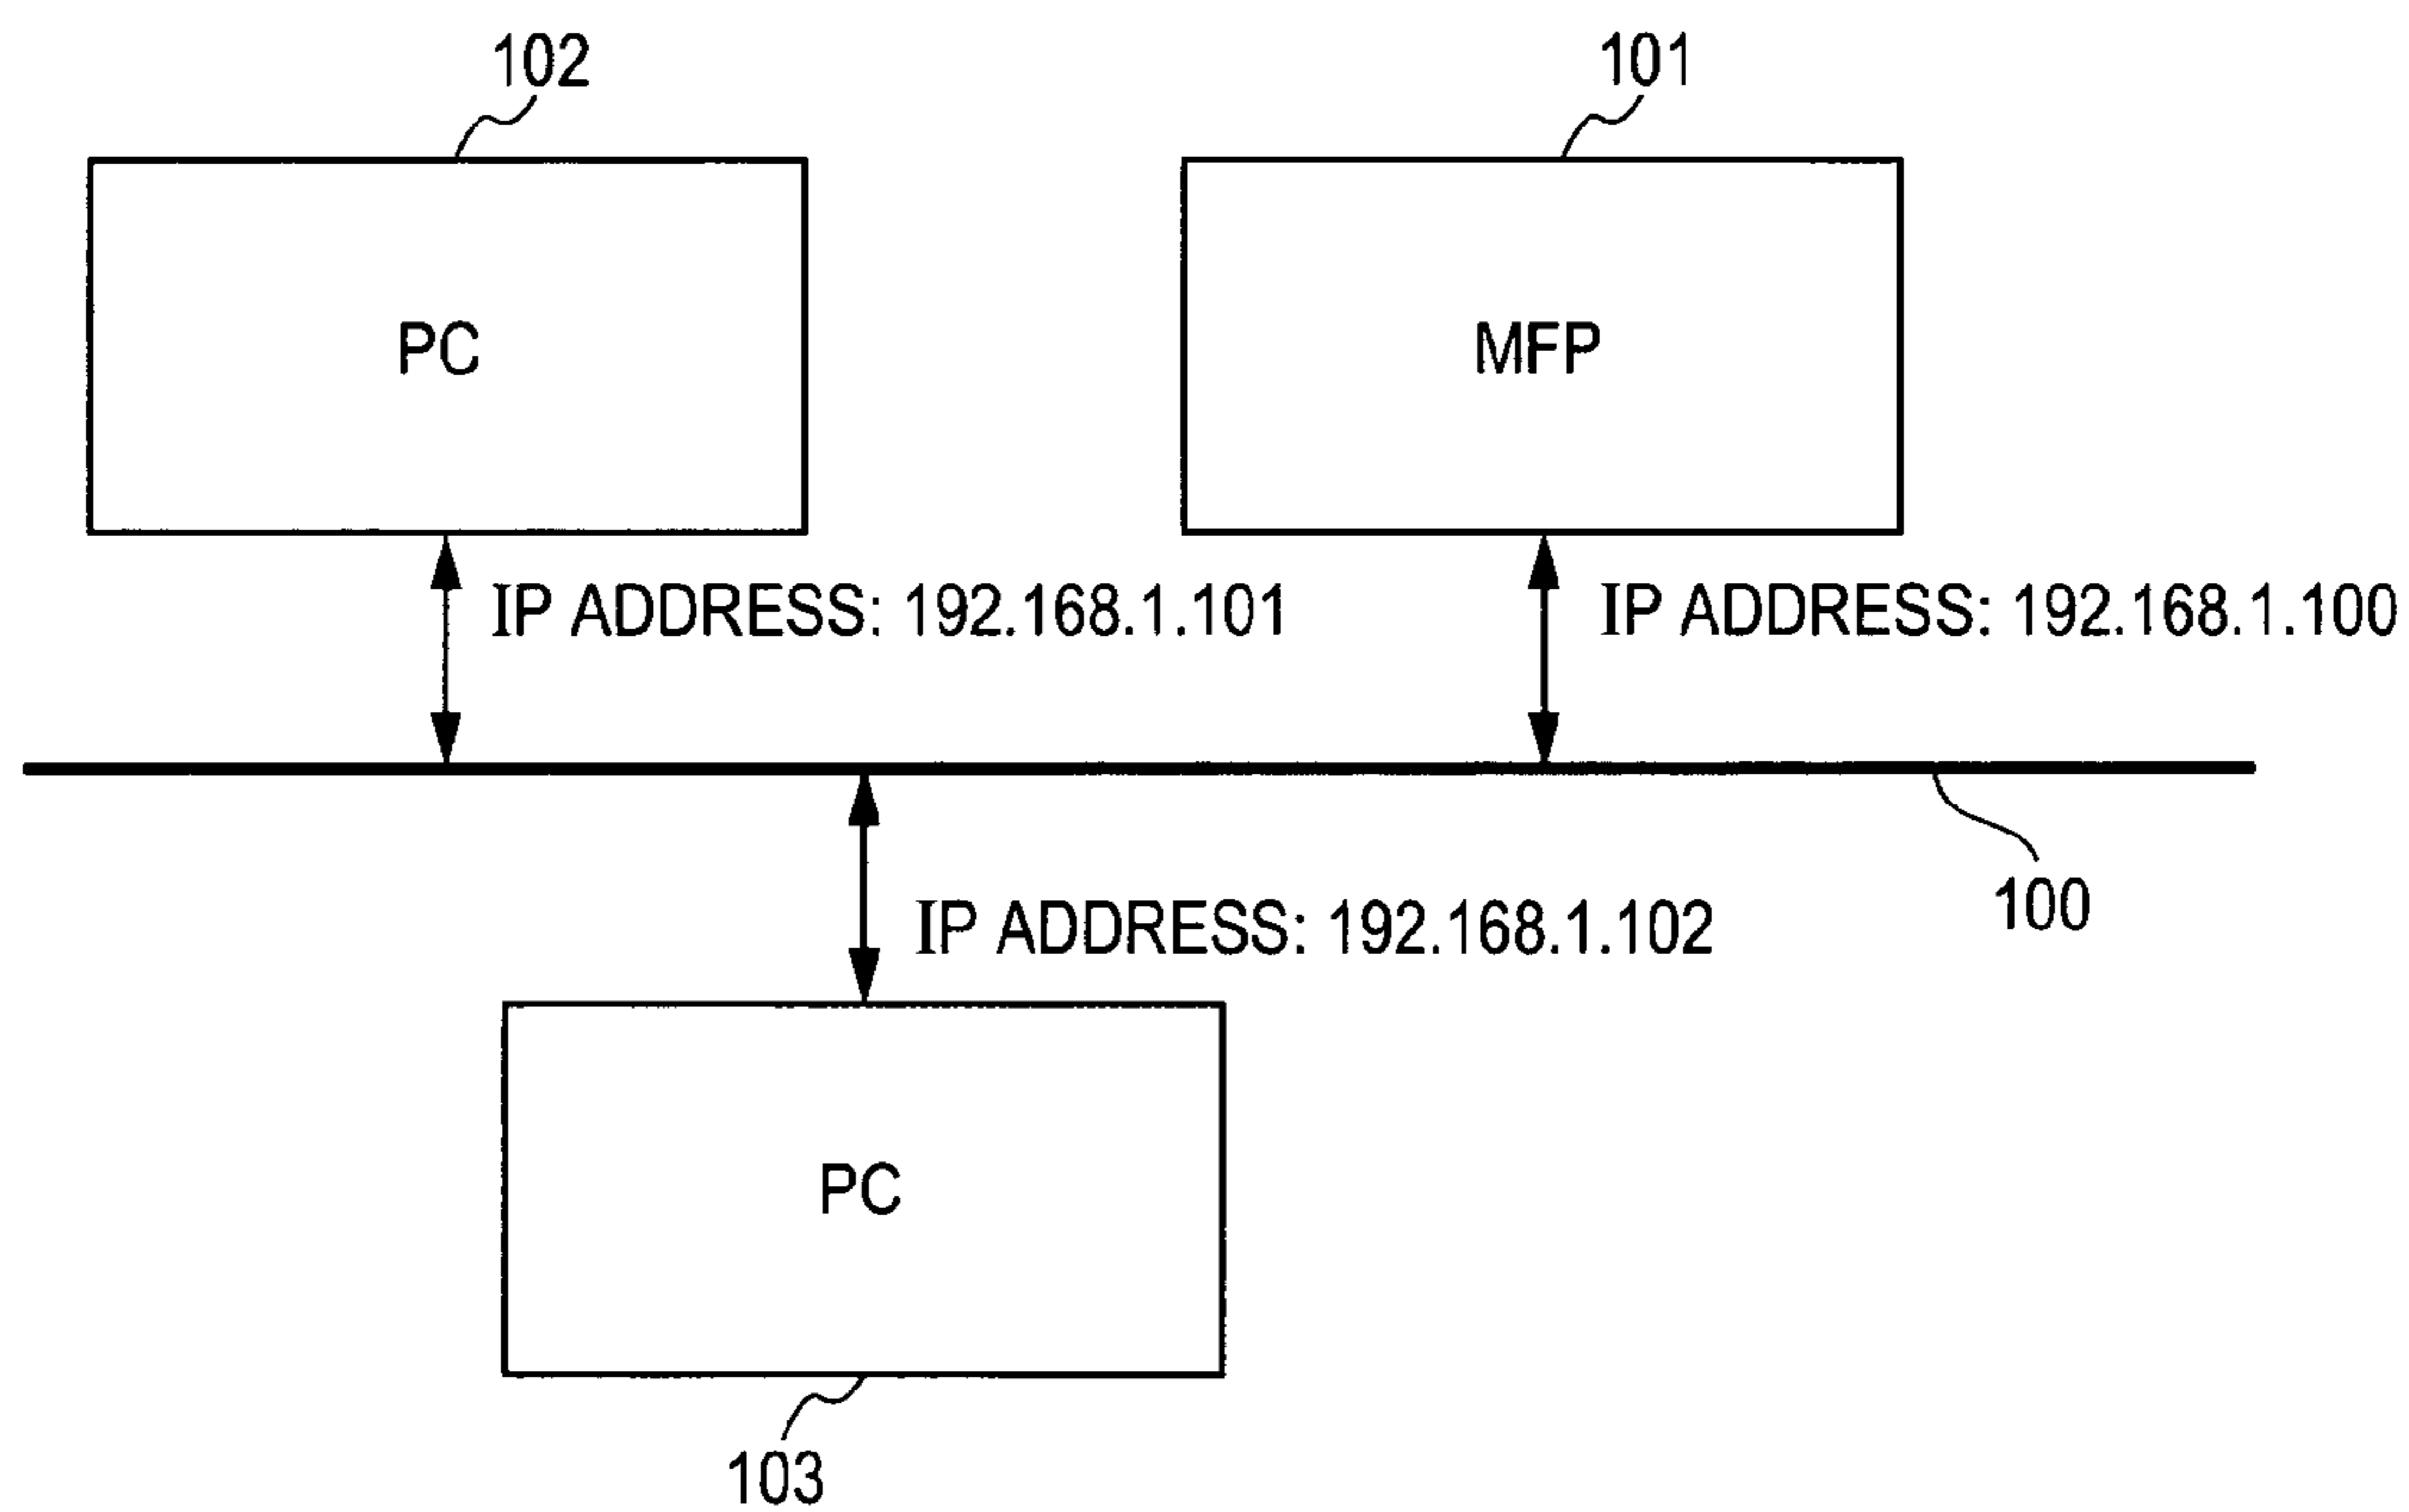 102
101
PC
MFP
IP ADDRESS: 192.168.1.101
IP ADDRESS: 192.168.1.100
100
IP ADDRESS: 192.168.1.102
PC
103